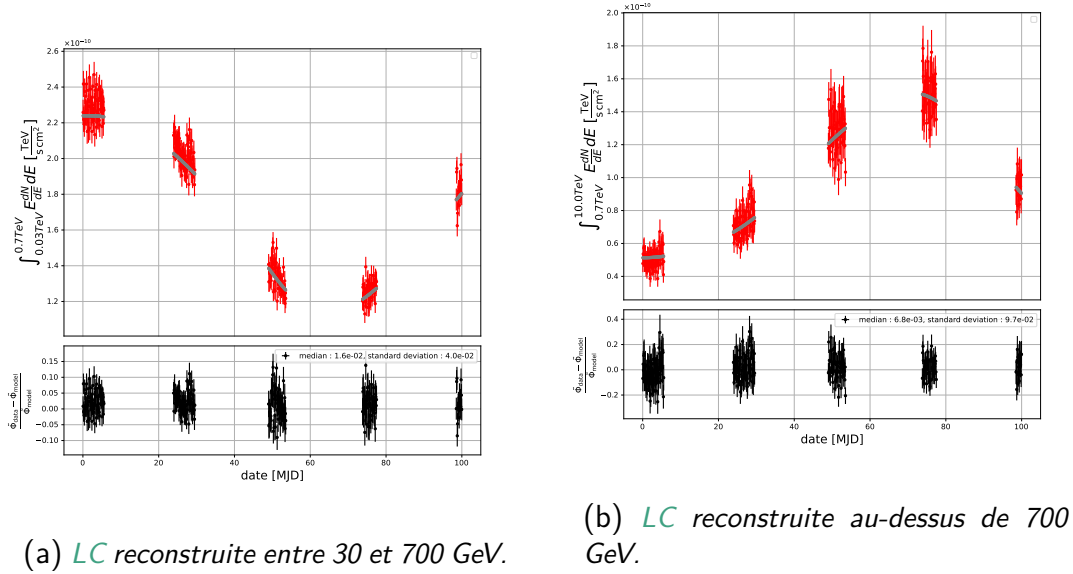 ×10⁻¹⁰
2.6
2.4
2.2
2.0
1.8
1.6
1.4
1.2
∫_{0.03TeV}^{0.7TeV} E dN/dE dE [TeV / s cm²]
median : 1.6e-02, standard deviation : 4.0e-02
0.15
0.10
0.05
0.00
−0.05
−0.10
Φ̄data − Φ̄model / Φ̄model
0 20 40 60 80 100
date [MJD]
(a) LC reconstruite entre 30 et 700 GeV.
×10⁻¹⁰
2.0
1.8
1.6
1.4
1.2
1.0
0.8
0.6
0.4
∫_{0.7TeV}^{10.0TeV} E dN/dE dE [TeV / s cm²]
median : 6.8e-03, standard deviation : 9.7e-02
0.4
0.2
0.0
−0.2
Φ̄data − Φ̄model / Φ̄model
0 20 40 60 80 100
date [MJD]
(b) LC reconstruite au-dessus de 700
GeV.